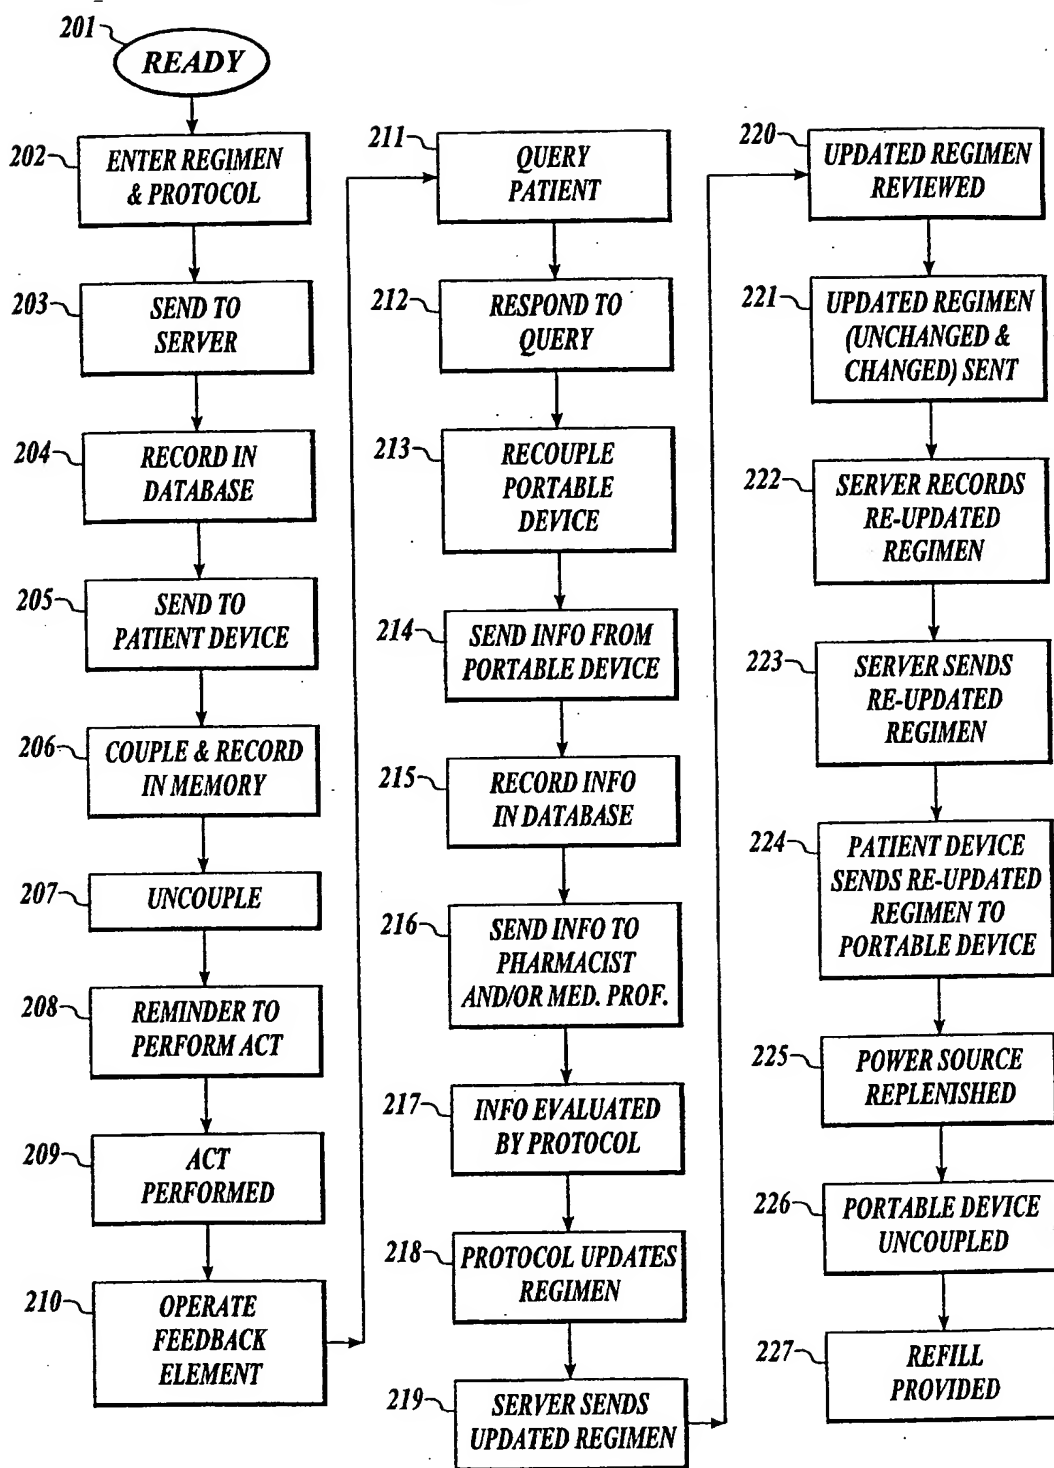 201
READY
202
ENTER REGIMEN
& PROTOCOL
203
SEND TO
SERVER
204
RECORD IN
DATABASE
205
SEND TO
PATIENT DEVICE
206
COUPLE & RECORD
IN MEMORY
207
UNCOUPLE
208
REMINDER TO
PERFORM ACT
209
ACT
PERFORMED
210
OPERATE
FEEDBACK
ELEMENT
211
QUERY
PATIENT
212
RESPOND TO
QUERY
213
RECOUPLE
PORTABLE
DEVICE
214
SEND INFO FROM
PORTABLE DEVICE
215
RECORD INFO
IN DATABASE
216
SEND INFO TO
PHARMACIST
AND/OR MED. PROF.
217
INFO EVALUATED
BY PROTOCOL
218
PROTOCOL UPDATES
REGIMEN
219
SERVER SENDS
UPDATED REGIMEN
220
UPDATED REGIMEN
REVIEWED
221
UPDATED REGIMEN
(UNCHANGED &
CHANGED) SENT
222
SERVER RECORDS
RE-UPDATED
REGIMEN
223
SERVER SENDS
RE-UPDATED
REGIMEN
224
PATIENT DEVICE
SENDS RE-UPDATED
REGIMEN TO
PORTABLE DEVICE
225
POWER SOURCE
REPLENISHED
226
PORTABLE DEVICE
UNCOUPLED
227
REFILL
PROVIDED